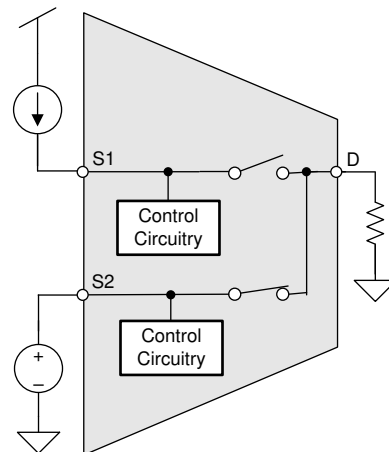 S1
D
Control
Circuitry
S2
Control
Circuitry
+
−